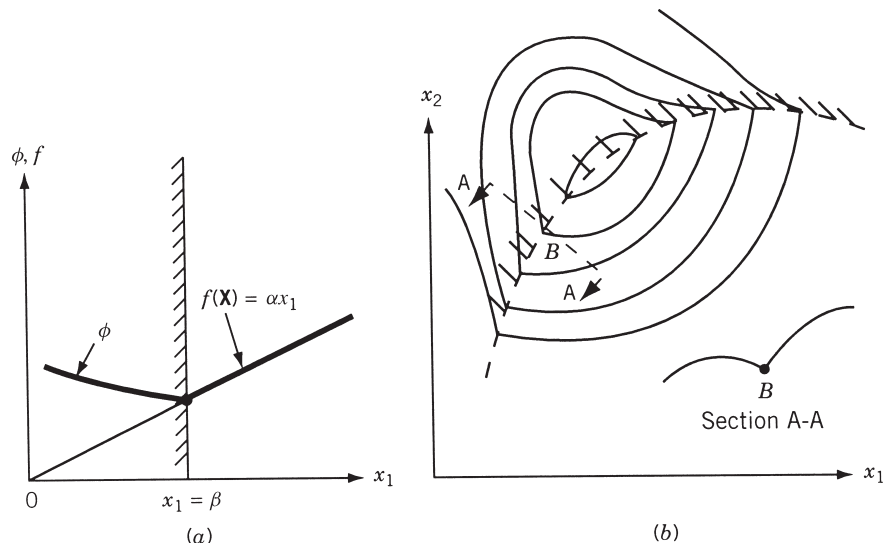 ϕ, f
ϕ
f(X) = αx₁
0
x₁ = β
x₁
(a)
x₂
A
B
A
B
Section A-A
x₁
(b)